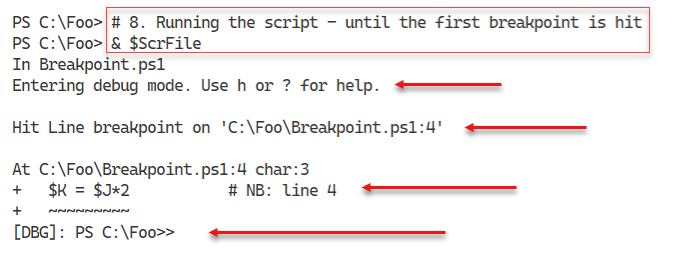 PS C:\Foo> # 8. Running the script – until the first breakpoint is hit
PS C:\Foo> & $ScrFile
In Breakpoint.ps1
Entering debug mode. Use h or ? for help.
Hit Line breakpoint on 'C:\Foo\Breakpoint.ps1:4'
At C:\Foo\Breakpoint.ps1:4 char:3
+   $K = $J*2          # NB: line 4
+   ~~~~~~~~~
[DBG]: PS C:\Foo>>